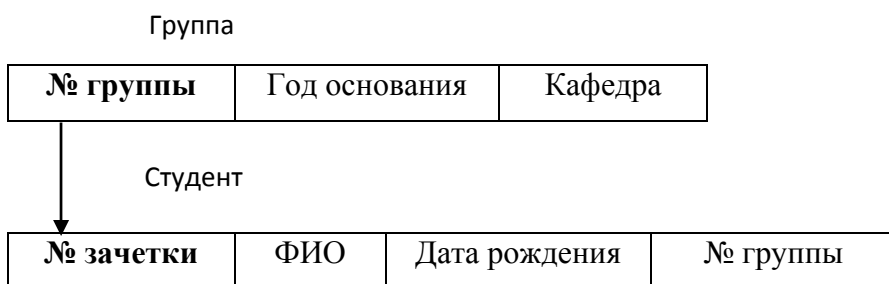 Группа
№ группы Год основания Кафедра
Студент
№ зачетки ФИО Дата рождения № группы